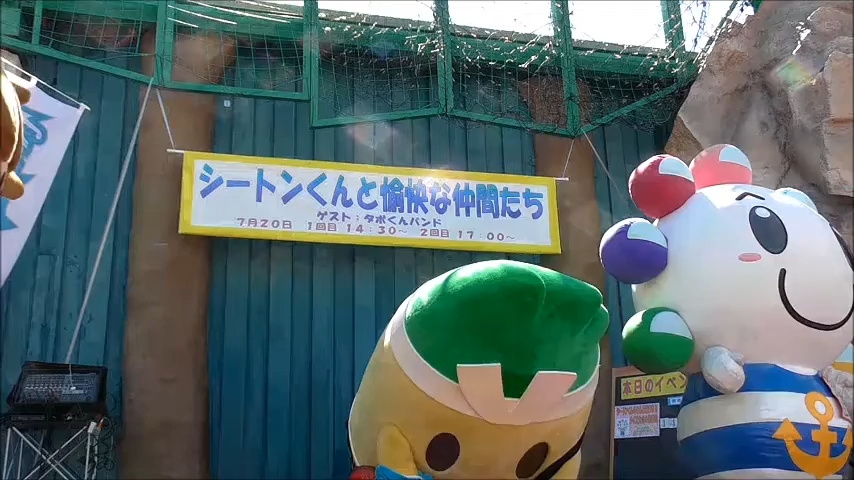 シートンくんと愉快な仲間たち
ゲスト：タボくんバンド
7月20日 1回目 14：30～ 2回目 17：00～
本日のイベ